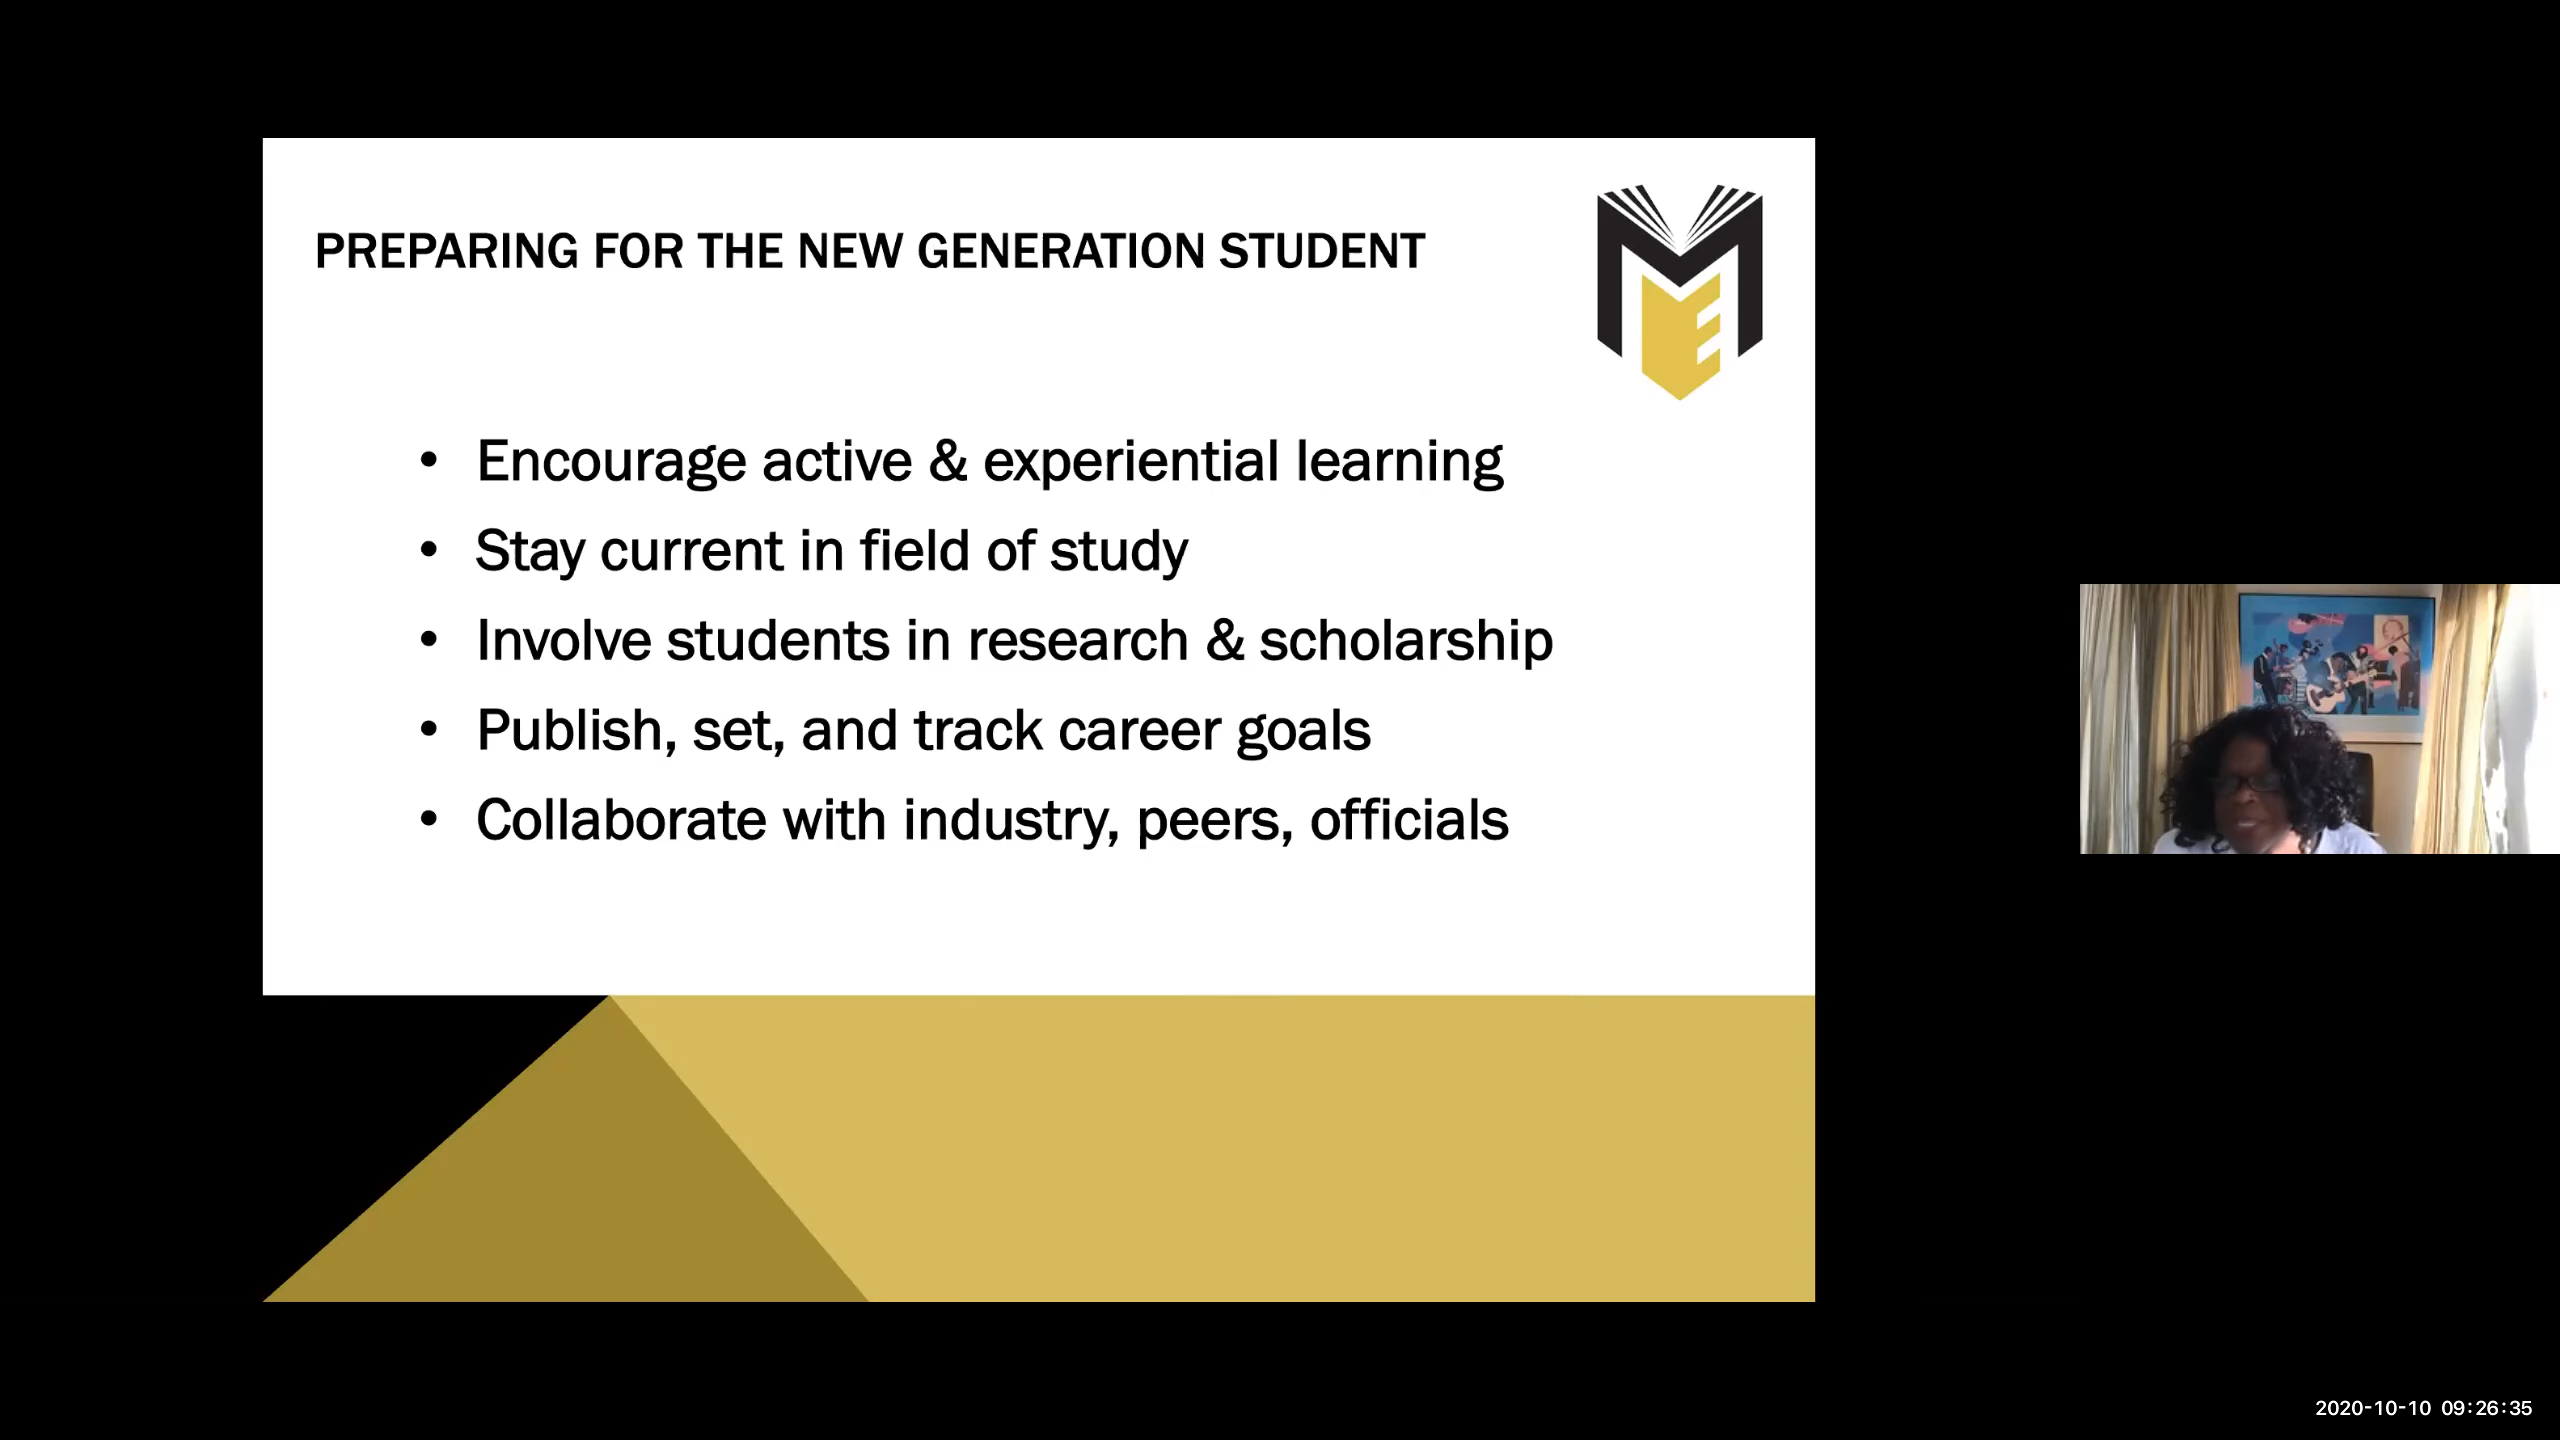 PREPARING FOR THE NEW GENERATION STUDENT
ME
• Encourage active & experiential learning
• Stay current in field of study
• Involve students in research & scholarship
• Publish, set, and track career goals
• Collaborate with industry, peers, officials
2020-10-10 09:26:35